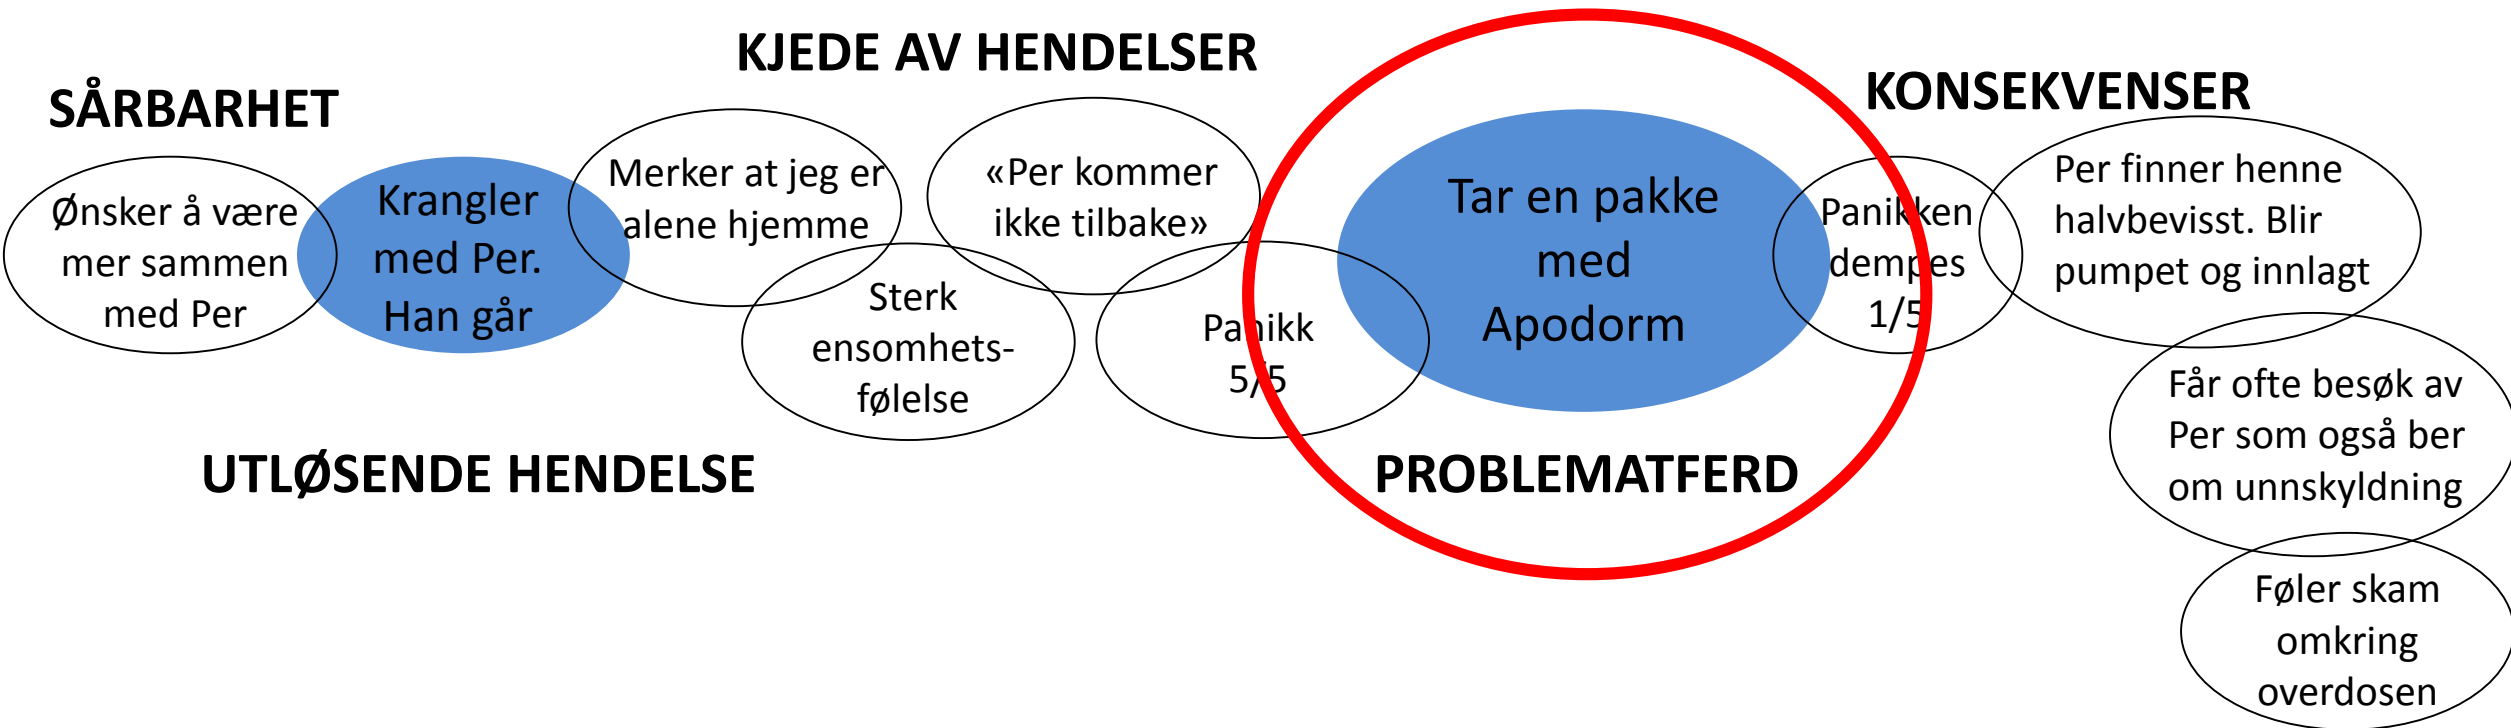 KJEDE AV HENDELSER
SÅRBARHET
KONSEKVENSER
Ønsker å være
mer sammen
med Per
Krangler
med Per.
Han går
Merker at jeg er
alene hjemme
Sterk
ensomhets-
følelse
«Per kommer
ikke tilbake»
Panikk
5/5
Tar en pakke
med
Apodorm
Panikken
dempes
1/5
Per finner henne
halvbevisst. Blir
pumpet og innlagt
Får ofte besøk av
Per som også ber
om unnskyldning
Føler skam
omkring
overdosen
UTLØSENDE HENDELSE
PROBLEMATFERD